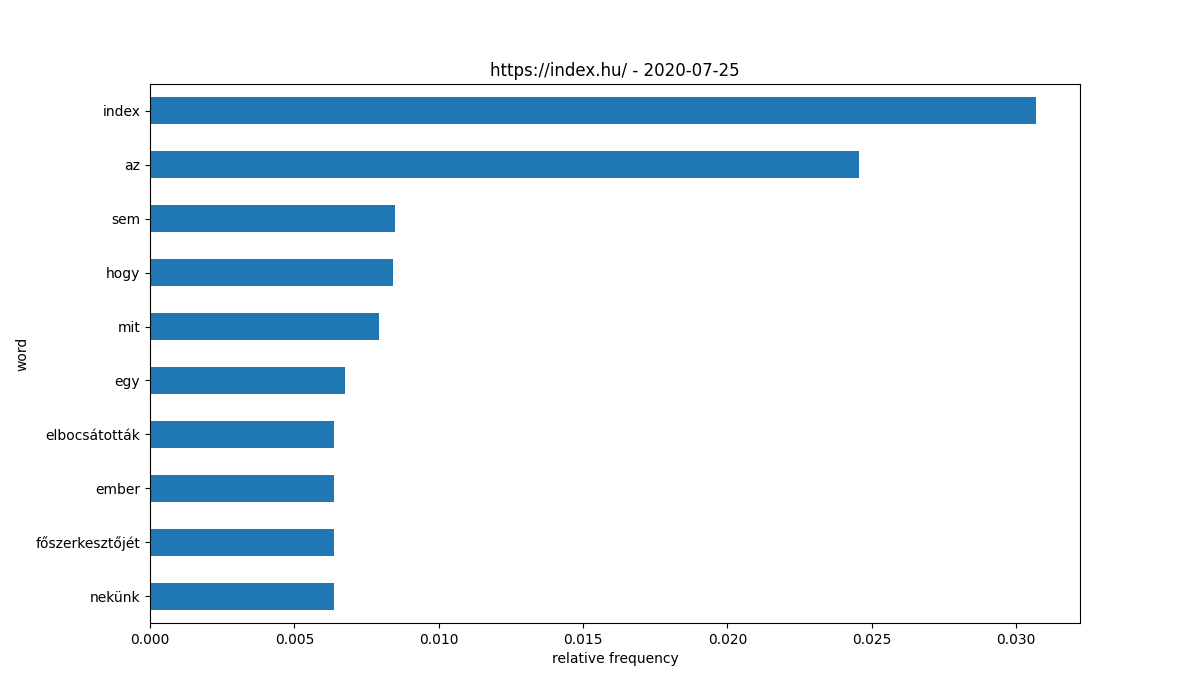 https://index.hu/ - 2020-07-25
word
index
az
sem
hogy
mit
egy
elbocsátották
ember
főszerkesztőjét
nekünk
0.000 0.005 0.010 0.015 0.020 0.025 0.030
relative frequency